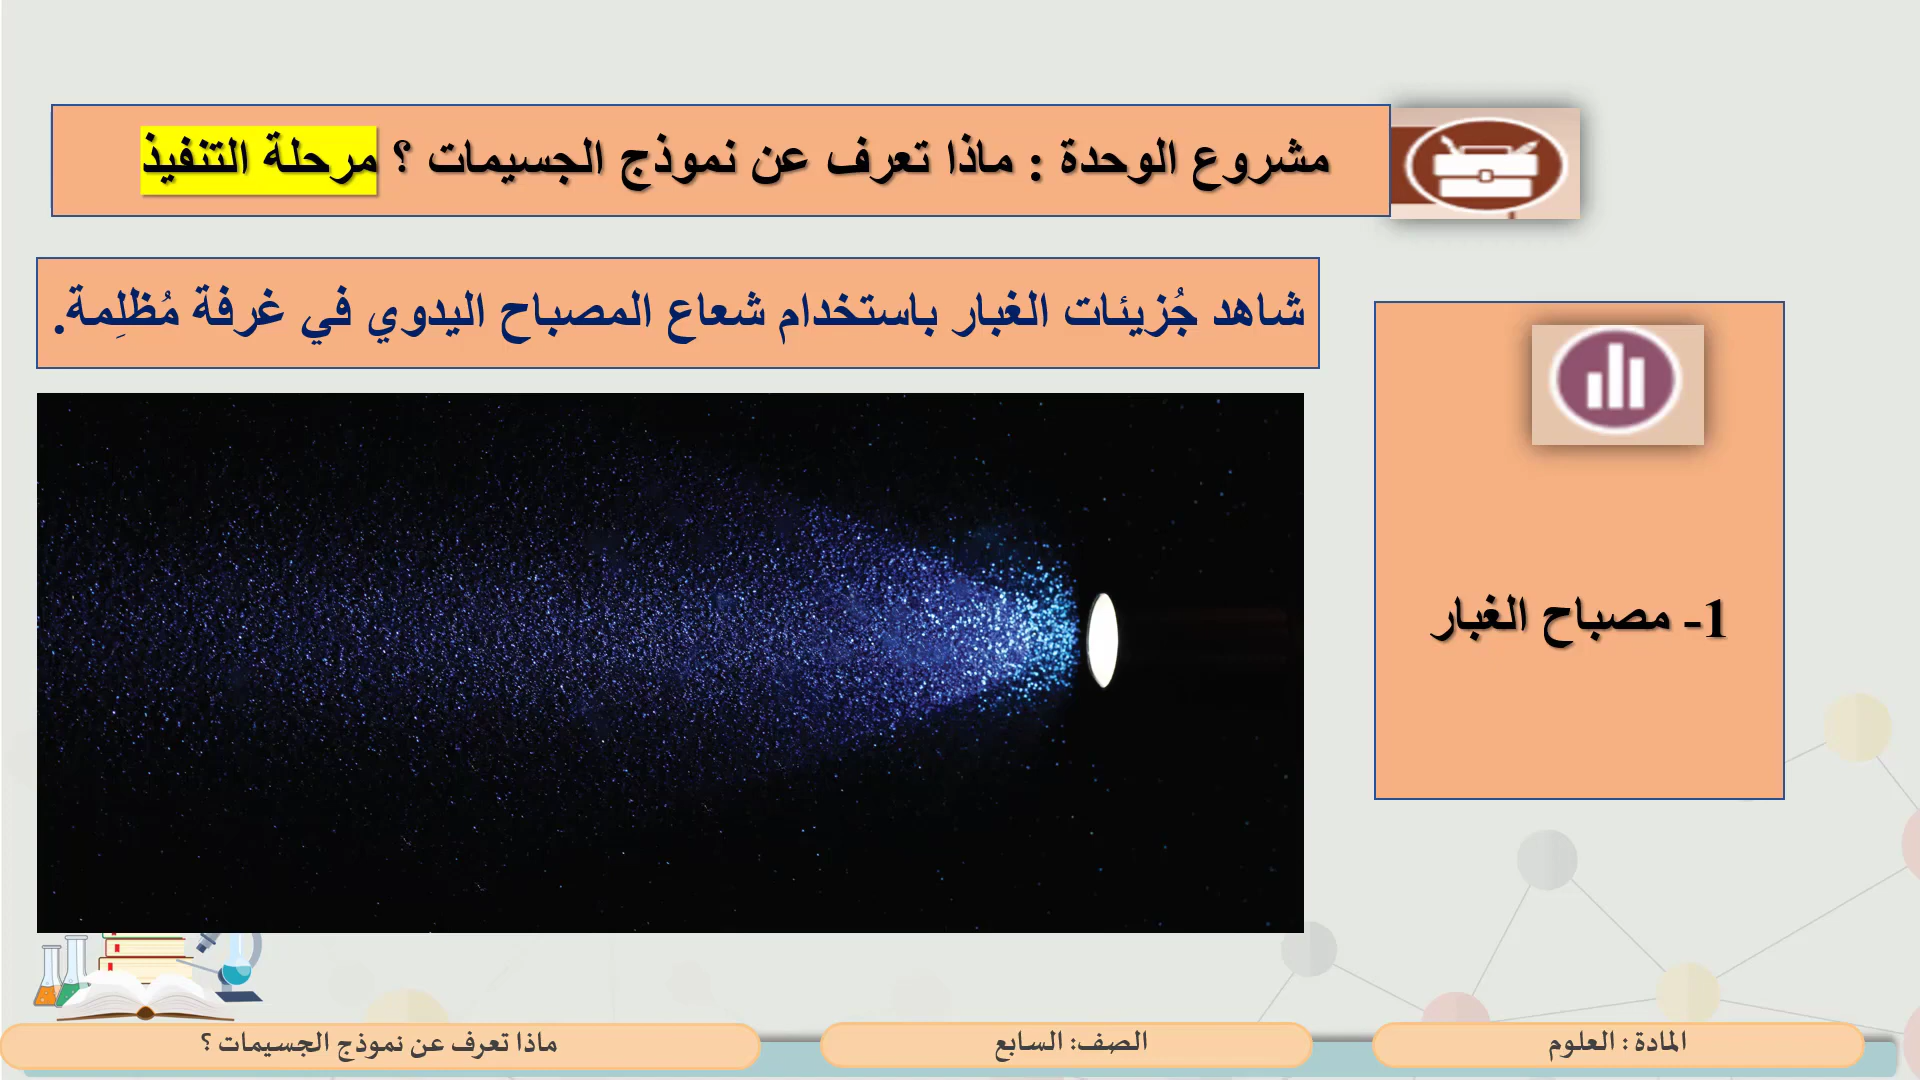 مشروع الوحدة : ماذا تعرف عن نموذج الجسيمات ؟ مرحلة التنفيذ
شاهد جُزيئات الغبار باستخدام شعاع المصباح اليدوي في غرفة مُظلِمة.
1- مصباح الغبار
المادة : العلوم
الصف: السابع
ماذا تعرف عن نموذج الجسيمات ؟